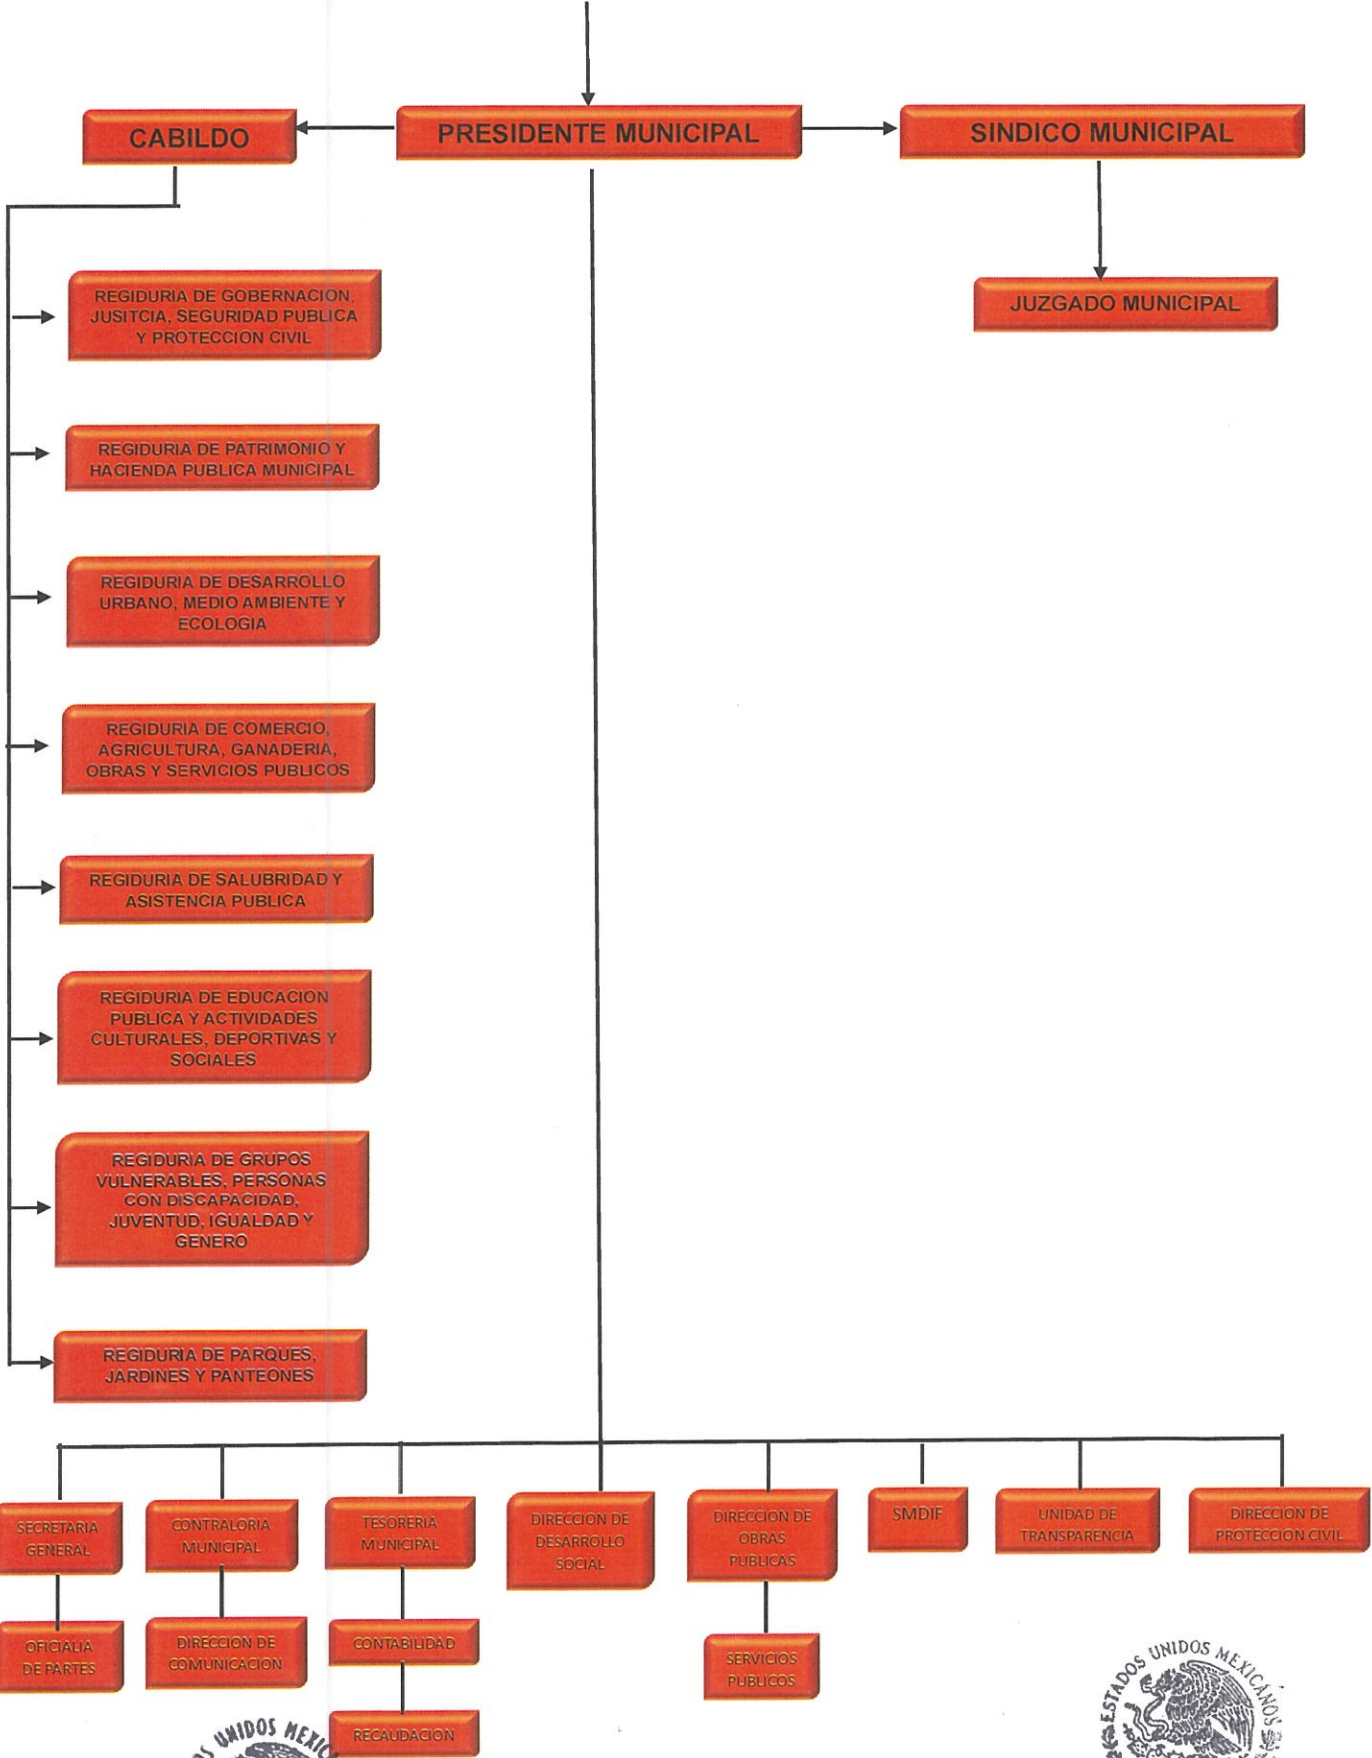 CABILDO
PRESIDENTE MUNICIPAL
SINDICO MUNICIPAL
JUZGADO MUNICIPAL
REGIDURIA DE GOBERNACION,
JUSITCIA, SEGURIDAD PUBLICA
Y PROTECCION CIVIL
REGIDURIA DE PATRIMONIO Y
HACIENDA PUBLICA MUNICIPAL
REGIDURIA DE DESARROLLO
URBANO, MEDIO AMBIENTE Y
ECOLOGIA
REGIDURIA DE COMERCIO,
AGRICULTURA, GANADERIA,
OBRAS Y SERVICIOS PUBLICOS
REGIDURIA DE SALUBRIDAD Y
ASISTENCIA PUBLICA
REGIDURIA DE EDUCACION
PUBLICA Y ACTIVIDADES
CULTURALES, DEPORTIVAS Y
SOCIALES
REGIDURIA DE GRUPOS
VULNERABLES, PERSONAS
CON DISCAPACIDAD,
JUVENTUD, IGUALDAD Y
GENERO
REGIDURIA DE PARQUES,
JARDINES Y PANTEONES
SECRETARIA
GENERAL
CONTRALORIA
MUNICIPAL
TESORERIA
MUNICIPAL
DIRECCION DE
DESARROLLO
SOCIAL
DIRECCION DE
OBRAS
PUBLICAS
SMDIF
UNIDAD DE
TRANSPARENCIA
DIRECCION DE
PROTECCION CIVIL
OFICIALIA
DE PARTES
DIRECCION DE
COMUNICACION
CONTABILIDAD
SERVICIOS
PUBLICOS
RECAUDACION
UNIDOS
ESTADOS UNIDOS MEXICANOS